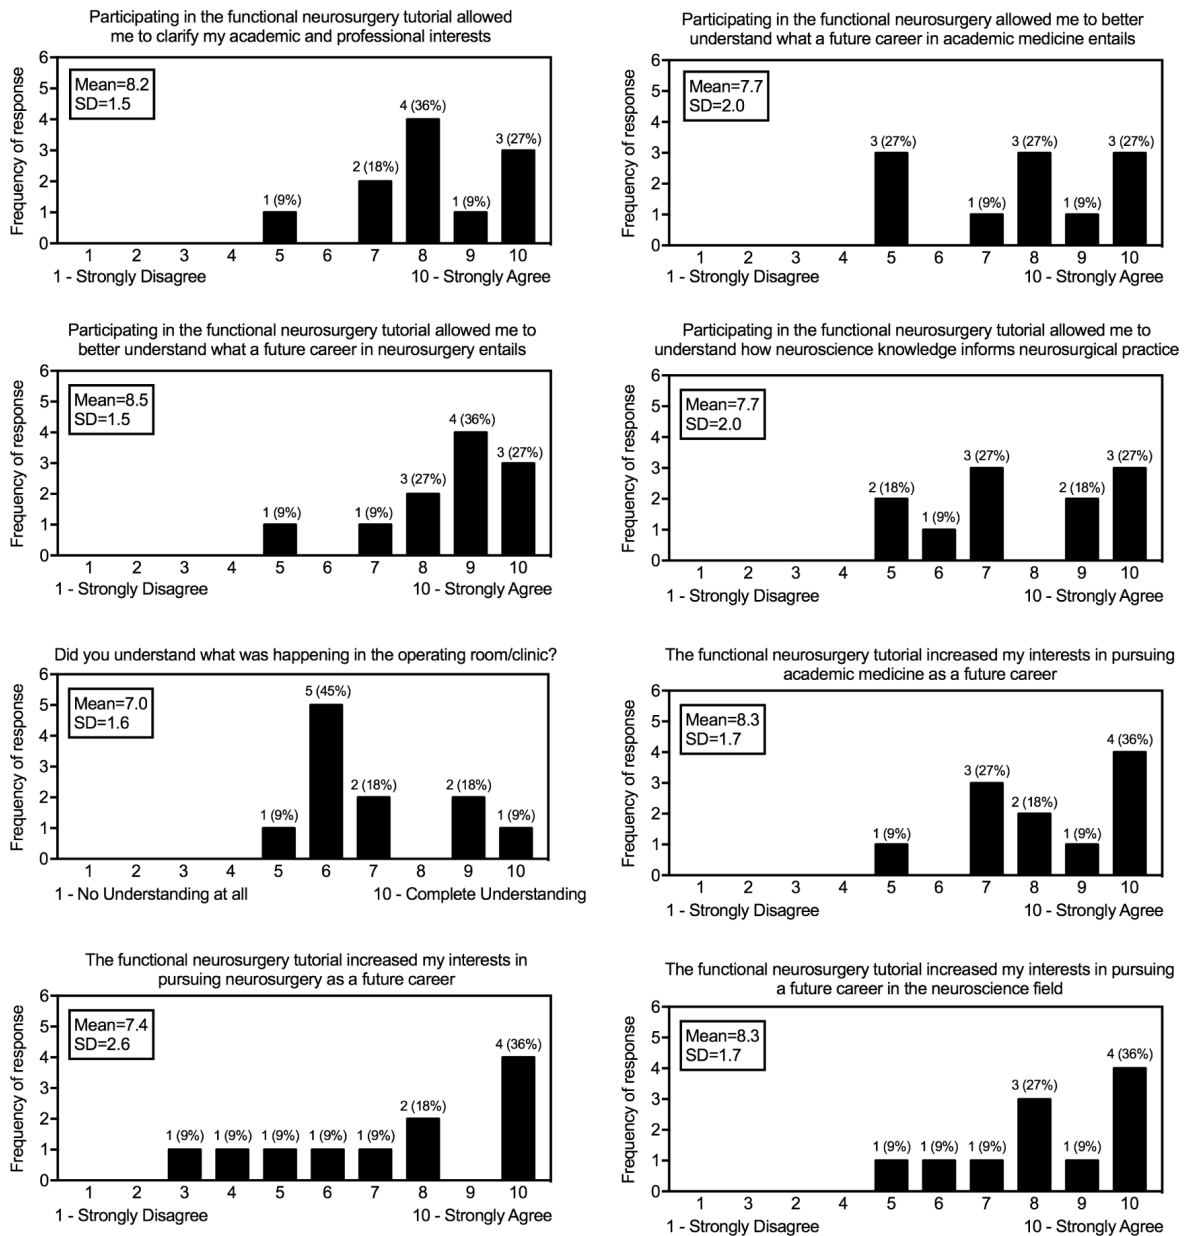 Participating in the functional neurosurgery tutorial allowed
me to clarify my academic and professional interests
Frequency of response
6
5
4
3
2
1
0
Mean=8.2
SD=1.5
1 (9%)
2 (18%)
4 (36%)
1 (9%)
3 (27%)
1 2 3 4 5 6 7 8 9 10
1 - Strongly Disagree 10 - Strongly Agree
Participating in the functional neurosurgery allowed me to better
understand what a future career in academic medicine entails
Frequency of response
6
5
4
3
2
1
0
Mean=7.7
SD=2.0
3 (27%)
1 (9%)
3 (27%)
1 (9%)
3 (27%)
1 2 3 4 5 6 7 8 9 10
1 - Strongly Disagree 10 - Strongly Agree
Participating in the functional neurosurgery tutorial allowed me to
better understand what a future career in neurosurgery entails
Frequency of response
6
5
4
3
2
1
0
Mean=8.5
SD=1.5
1 (9%)
1 (9%)
3 (27%)
4 (36%)
3 (27%)
1 2 3 4 5 6 7 8 9 10
1 - Strongly Disagree 10 - Strongly Agree
Participating in the functional neurosurgery tutorial allowed me to
understand how neuroscience knowledge informs neurosurgical practice
Frequency of response
6
5
4
3
2
1
0
Mean=7.7
SD=2.0
2 (18%)
1 (9%)
3 (27%)
2 (18%)
3 (27%)
1 2 3 4 5 6 7 8 9 10
1 - Strongly Disagree 10 - Strongly Agree
Did you understand what was happening in the operating room/clinic?
Frequency of response
6
5
4
3
2
1
0
Mean=7.0
SD=1.6
1 (9%)
5 (45%)
2 (18%)
2 (18%)
1 (9%)
1 2 3 4 5 6 7 8 9 10
1 - No Understanding at all 10 - Complete Understanding
The functional neurosurgery tutorial increased my interests in pursuing
academic medicine as a future career
Frequency of response
6
5
4
3
2
1
0
Mean=8.3
SD=1.7
1 (9%)
3 (27%)
2 (18%)
1 (9%)
4 (36%)
1 2 3 4 5 6 7 8 9 10
1 - Strongly Disagree 10 - Strongly Agree
The functional neurosurgery tutorial increased my interests in
pursuing neurosurgery as a future career
Frequency of response
6
5
4
3
2
1
0
Mean=7.4
SD=2.6
1 (9%)
1 (9%)
1 (9%)
1 (9%)
1 (9%)
2 (18%)
4 (36%)
1 2 3 4 5 6 7 8 9 10
1 - Strongly Disagree 10 - Strongly Agree
The functional neurosurgery tutorial increased my interests in pursuing
a future career in the neuroscience field
Frequency of response
6
5
4
3
2
1
0
Mean=8.3
SD=1.7
1 (9%)
1 (9%)
1 (9%)
3 (27%)
1 (9%)
4 (36%)
1 3 2 4 5 6 7 8 9 10
1 - Strongly Disagree 10 - Strongly Agree